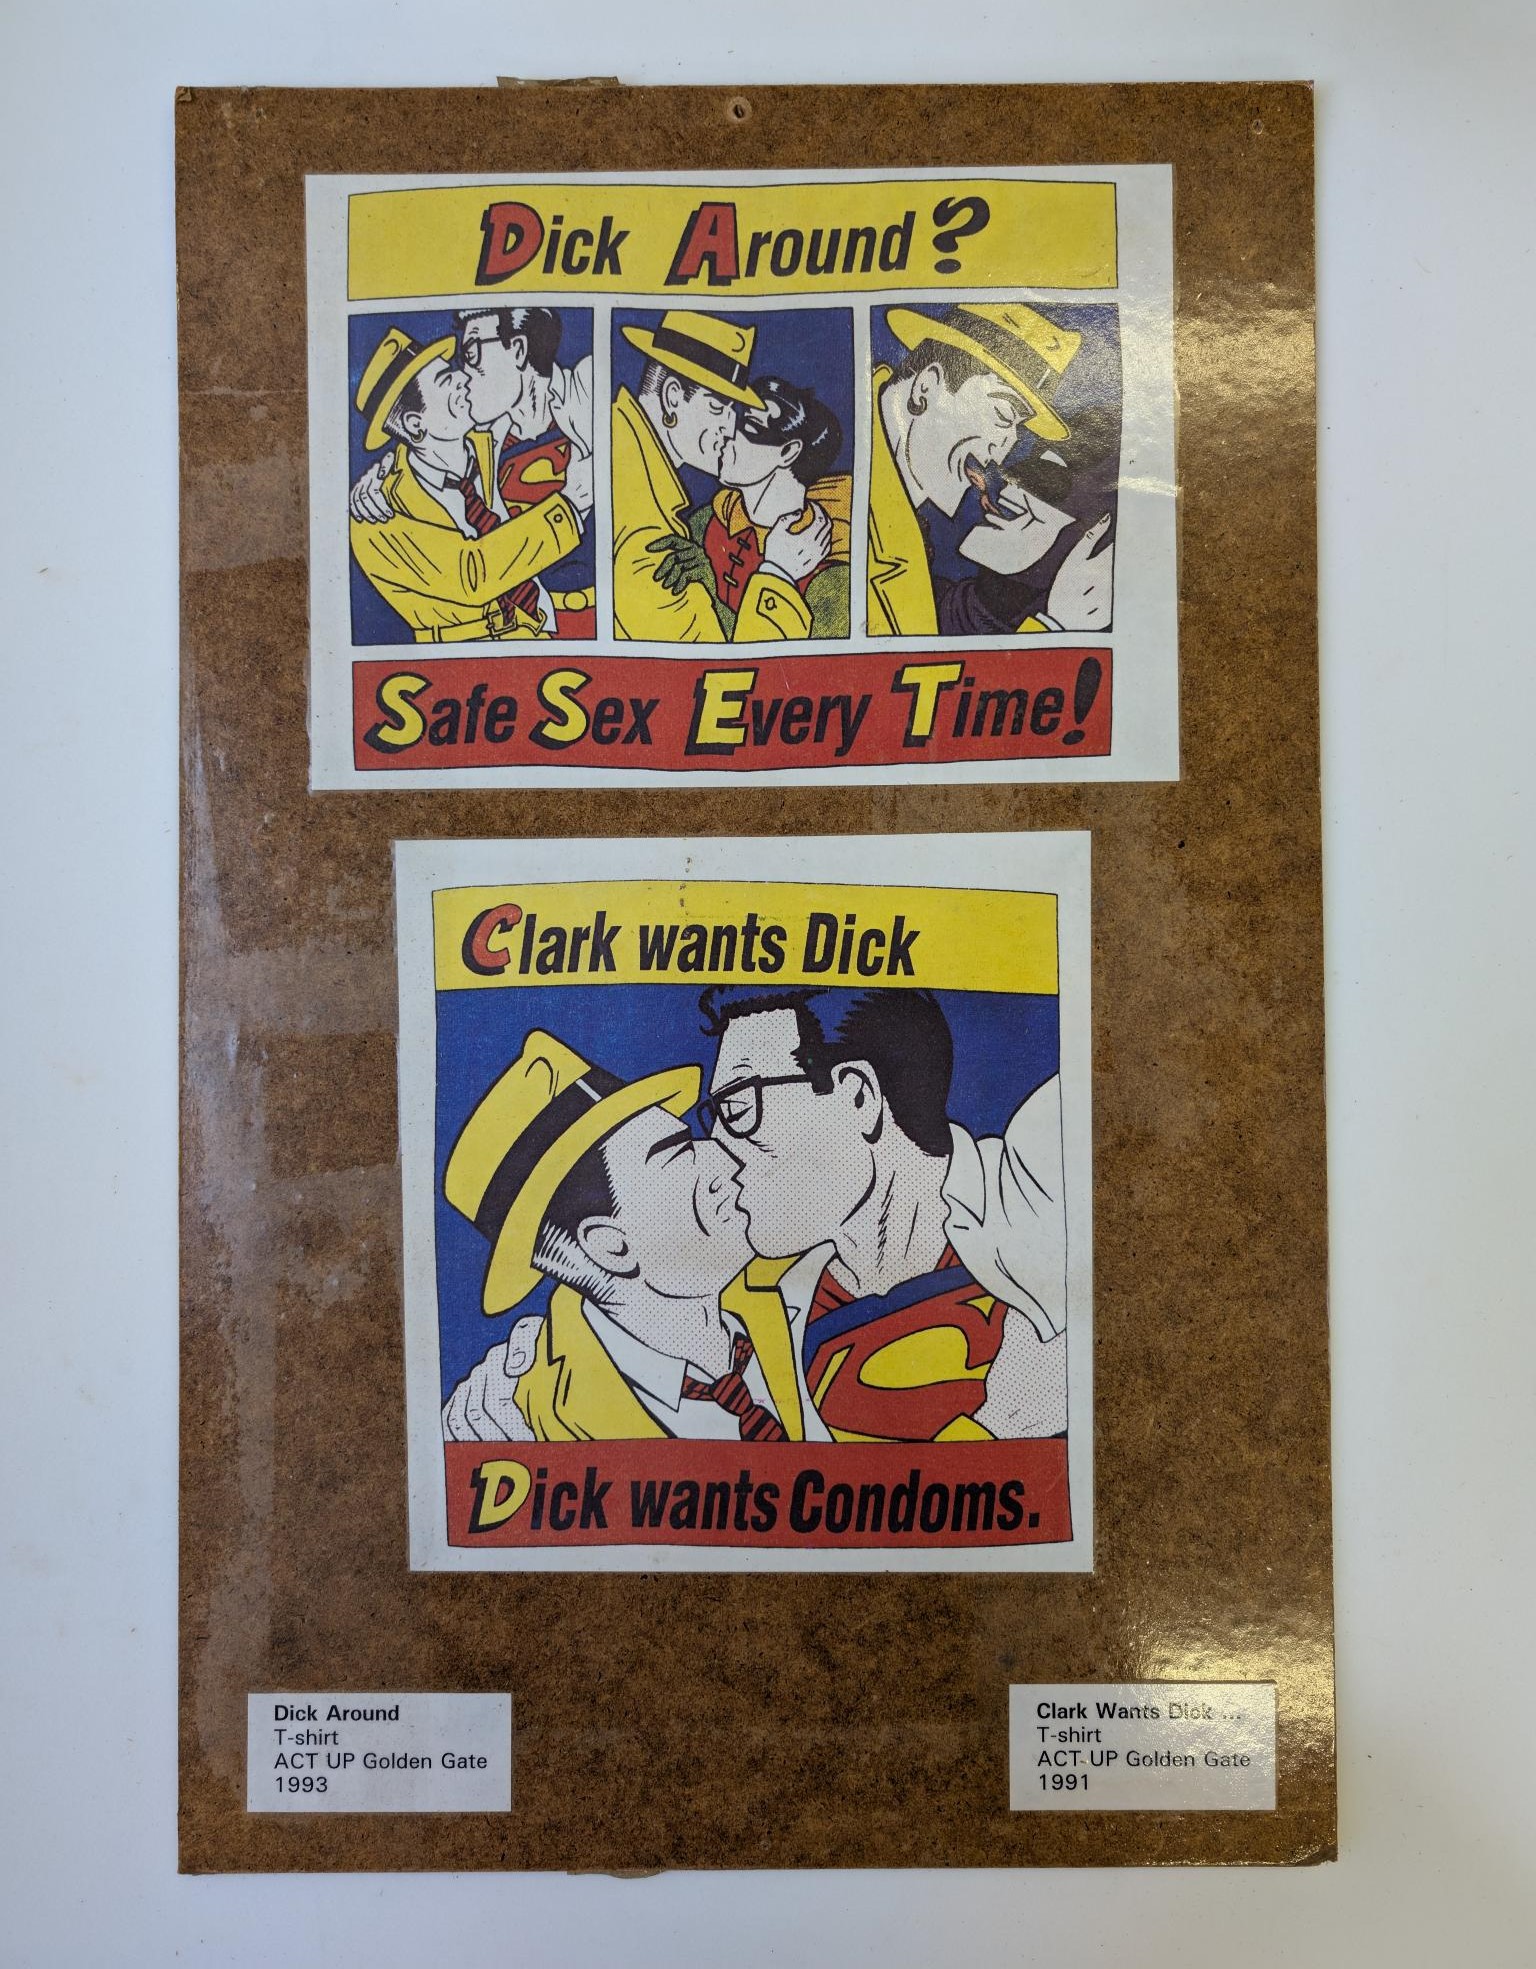 Dick Around?
Safe Sex Every Time!
Clark wants Dick
Dick wants Condoms.
Dick Around
T-shirt
ACT UP Golden Gate
1993
Clark Wants Dick ...
T-shirt
ACT UP Golden Gate
1991